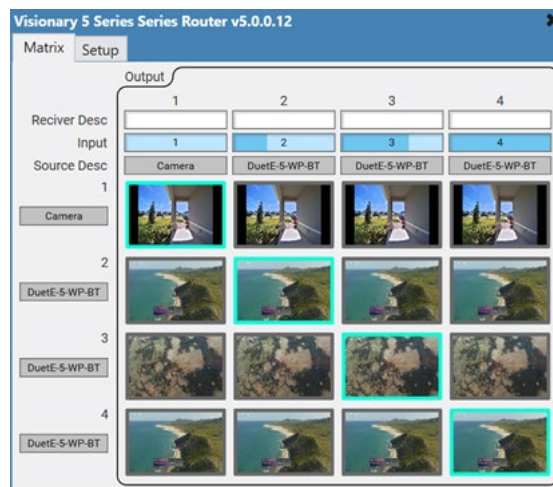 Visionary 5 Series Series Router v5.0.0.12
Matrix Setup
Output
1 2 3 4
Reciver Desc
Input 1 2 3 4
Source Desc Camera DuetE-5-WP-BT DuetE-5-WP-BT DuetE-5-WP-BT
1
Camera
2
DuetE-5-WP-BT
3
DuetE-5-WP-BT
4
DuetE-5-WP-BT